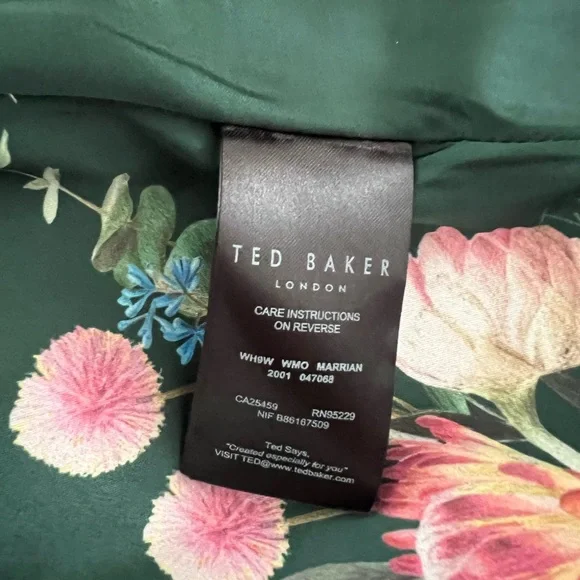 TED BAKER
LONDON
CARE INSTRUCTIONS
ON REVERSE
WH9W WMO MARRIAN
2001 047068
CA25459 RN95229
NIF B86167509
Ted Says,
"Created especially for you"
VISIT TED@www.tedbaker.com